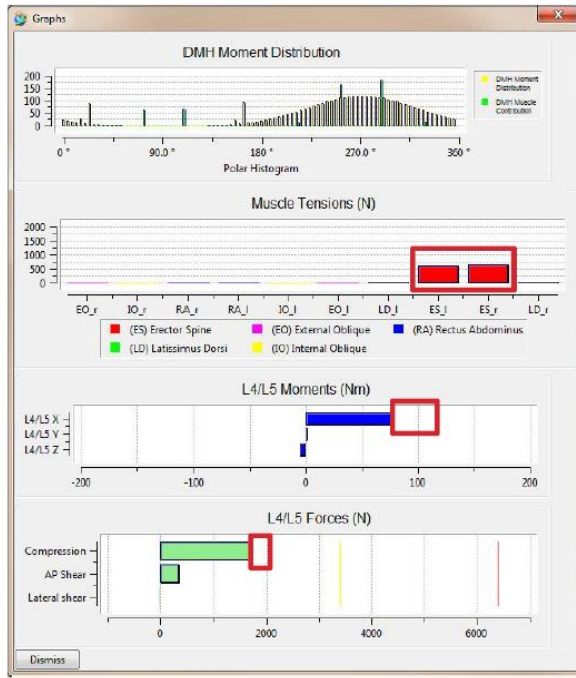 Graphs
DMH Moment Distribution
200
150
100
50
0
DMH Moment
Distribution
DMH Muscle
Contribution
0 ° 90.0 ° 180 ° 270.0 ° 360 °
Polar Histogram
Muscle Tensions (N)
2000
1500
1000
500
0
EO_r IO_r RA_r RA_l IO_l EO_l LD_l ES_l ES_r LD_r
(ES) Erector Spine (EO) External Oblique (RA) Rectus Abdominus
(LD) Latissimus Dorsi (IO) Internal Oblique
L4/L5 Moments (Nm)
L4/L5 X
L4/L5 Y
L4/L5 Z
-200 -100 0 100 200
L4/L5 Forces (N)
Compression
AP Shear
Lateral shear
0 2000 4000 6000
Dismiss